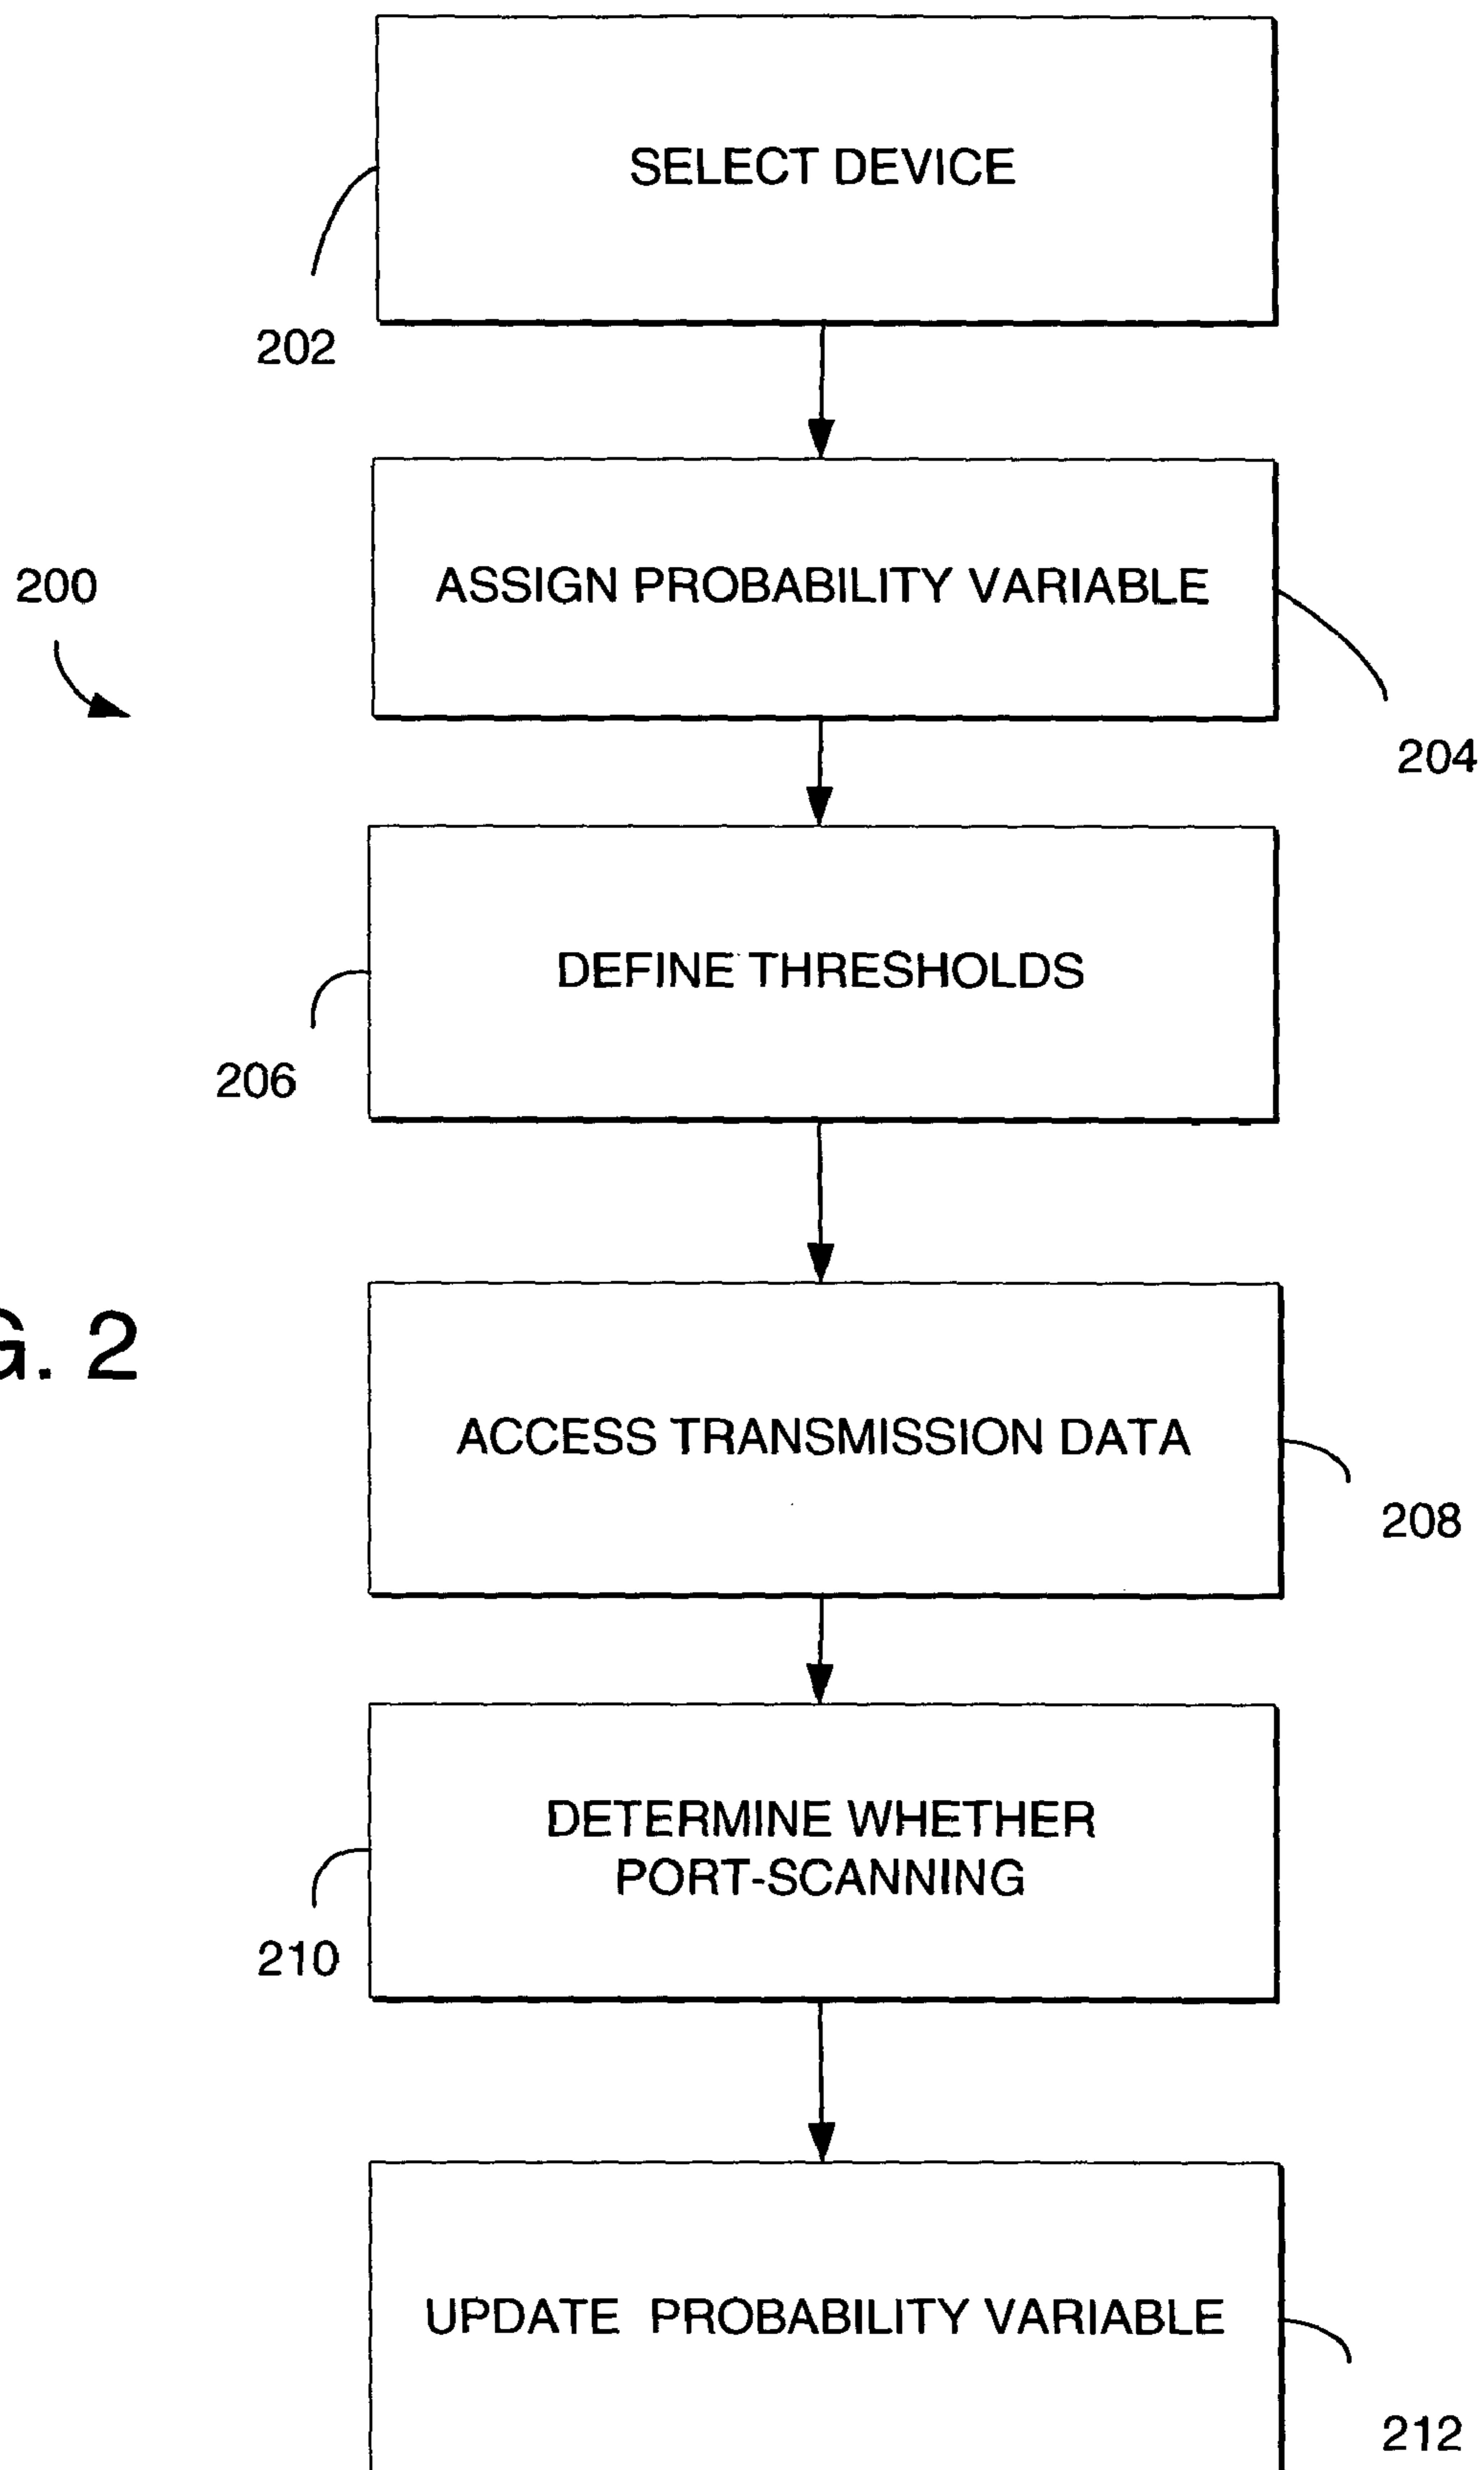 SELECT DEVICE
202
ASSIGN PROBABILITY VARIABLE
200
204
DEFINE THRESHOLDS
206
G. 2
ACCESS TRANSMISSION DATA
208
DETERMINE WHETHER
PORT-SCANNING
210
UPDATE PROBABILITY VARIABLE
212